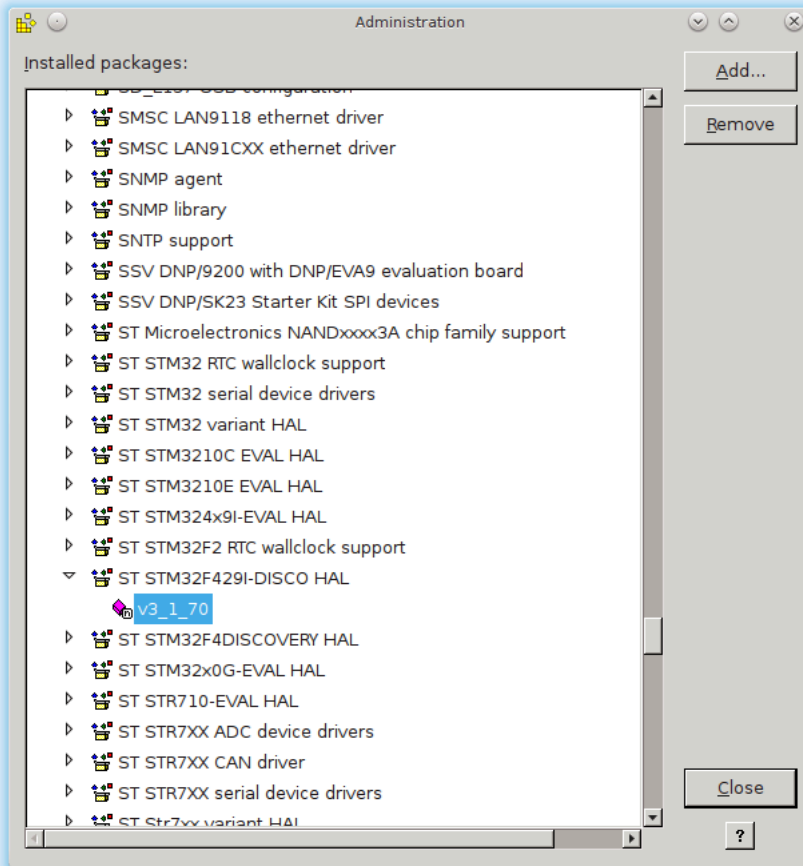 Administration
Installed packages:
Add...
Remove
SMSC LAN9118 ethernet driver
SMSC LAN91CXX ethernet driver
SNMP agent
SNMP library
SNTP support
SSV DNP/9200 with DNP/EVA9 evaluation board
SSV DNP/SK23 Starter Kit SPI devices
ST Microelectronics NANDxxxx3A chip family support
ST STM32 RTC wallclock support
ST STM32 serial device drivers
ST STM32 variant HAL
ST STM3210C EVAL HAL
ST STM3210E EVAL HAL
ST STM324x9I-EVAL HAL
ST STM32F2 RTC wallclock support
ST STM32F429I-DISCO HAL
v3_1_70
ST STM32F4DISCOVERY HAL
ST STM32x0G-EVAL HAL
ST STR710-EVAL HAL
ST STR7XX ADC device drivers
ST STR7XX CAN driver
ST STR7XX serial device drivers
ST Str7xx variant HAL
Close
?